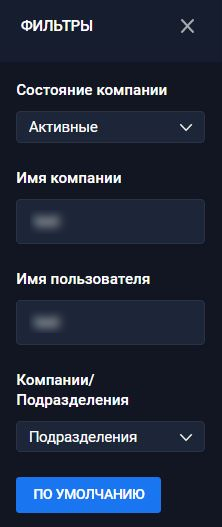 ФИЛЬТРЫ
Состояние компании
Активные
Имя компании
Имя пользователя
Компании/
Подразделения
Подразделения
ПО УМОЛЧАНИЮ